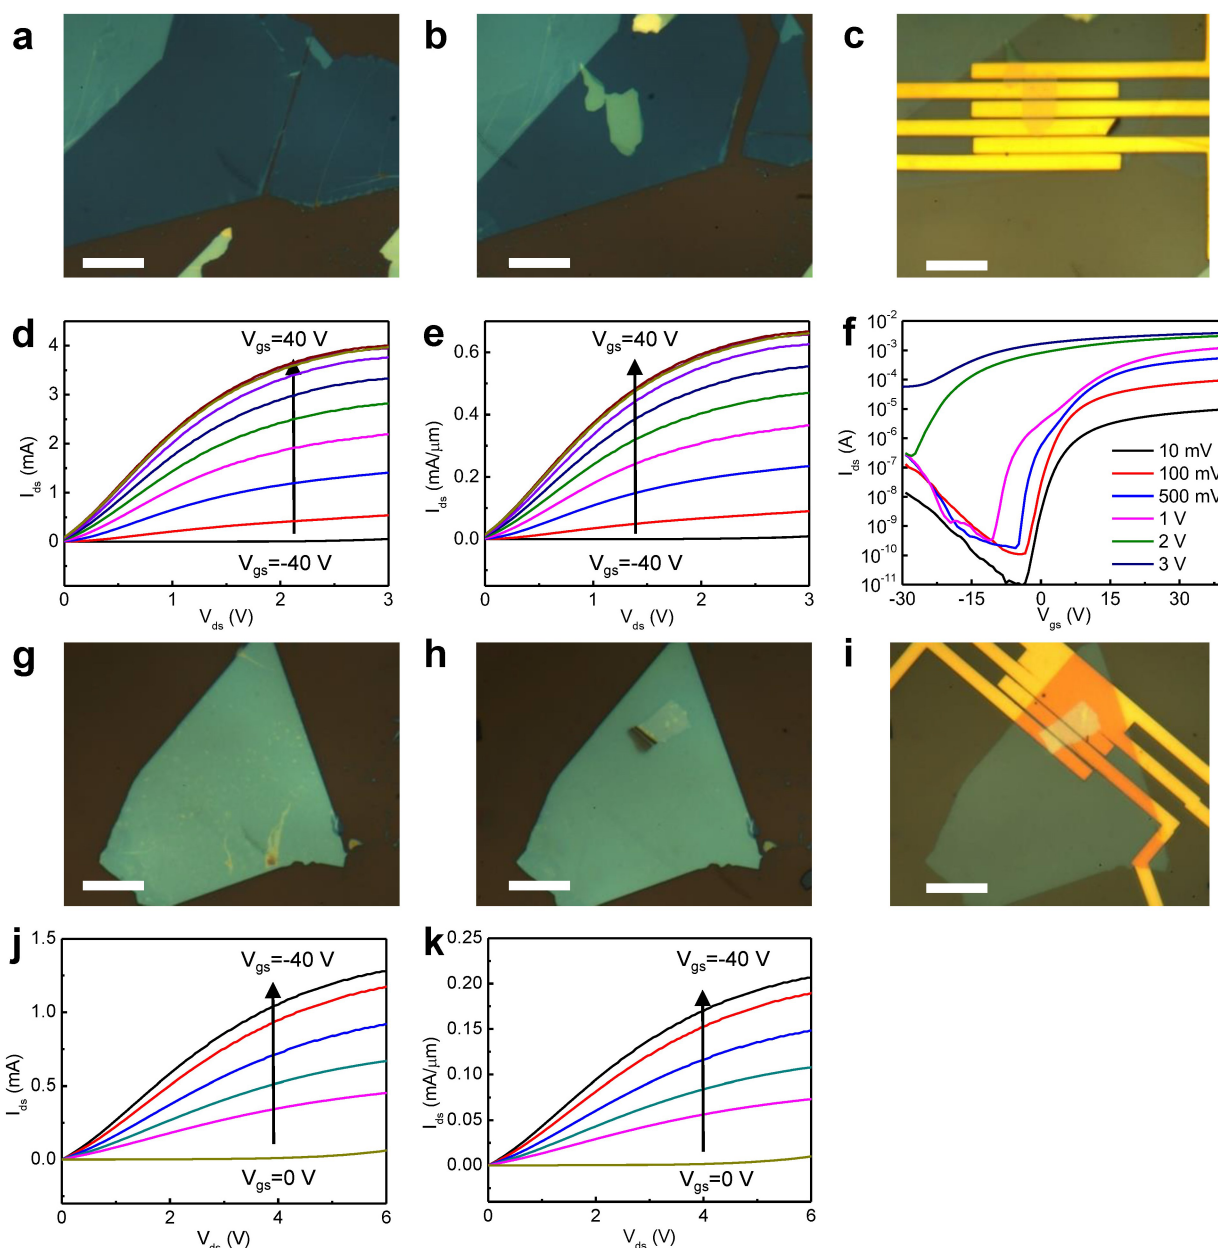 a
b
c
d
V_gs=40 V
V_gs=-40 V
I_ds (mA)
4
3
2
1
0
0
1
2
3
V_ds (V)
e
V_gs=40 V
V_gs=-40 V
I_ds (mA/μm)
0.6
0.4
0.2
0.0
0
1
2
3
V_ds (V)
f
I_ds (A)
10^-2
10^-3
10^-4
10^-5
10^-6
10^-7
10^-8
10^-9
10^-10
10^-11
10 mV
100 mV
500 mV
1 V
2 V
3 V
-30
-15
0
15
30
V_gs (V)
g
h
i
j
V_gs=-40 V
V_gs=0 V
I_ds (mA)
1.5
1.0
0.5
0.0
0
2
4
6
V_ds (V)
k
V_gs=-40 V
V_gs=0 V
I_ds (mA/μm)
0.25
0.20
0.15
0.10
0.05
0.00
0
2
4
6
V_ds (V)